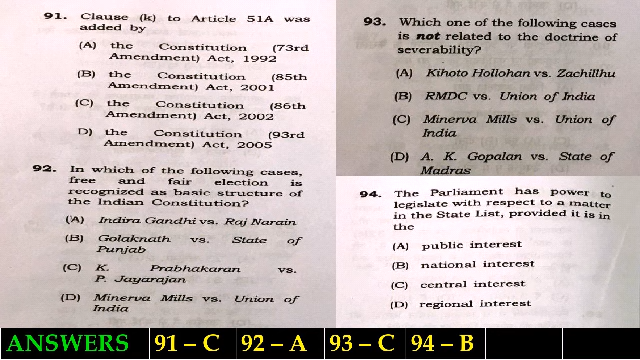 91. Clause (k) to Article 51A was
added by
(A) the Constitution (73rd
Amendment) Act, 1992
(B) the Constitution (85th
Amendment) Act, 2001
(C) the Constitution (86th
Amendment) Act, 2002
D) the Constitution (93rd
Amendment) Act, 2005
92. In which of the following cases,
free and fair election is
recognized as basic structure of
the Indian Constitution?
(A) Indira Gandhi vs. Raj Narain
(B) Golaknath vs. State of
Punjab
(C) K. Prabhakaran vs.
P. Jayarajan
(D) Minerva Mills vs. Union of
India
93. Which one of the following cases
is not related to the doctrine of
severability?
(A) Kihoto Hollohan vs. Zachillhu
(B) RMDC vs. Union of India
(C) Minerva Mills vs. Union of
India
(D) A. K. Gopalan vs. State of
Madras
94. The Parliament has power to
legislate with respect to a matter
in the State List, provided it is in
the
(A) public interest
(B) national interest
(C) central interest
(D) regional interest
ANSWERS 91 – C 92 – A 93 – C 94 – B